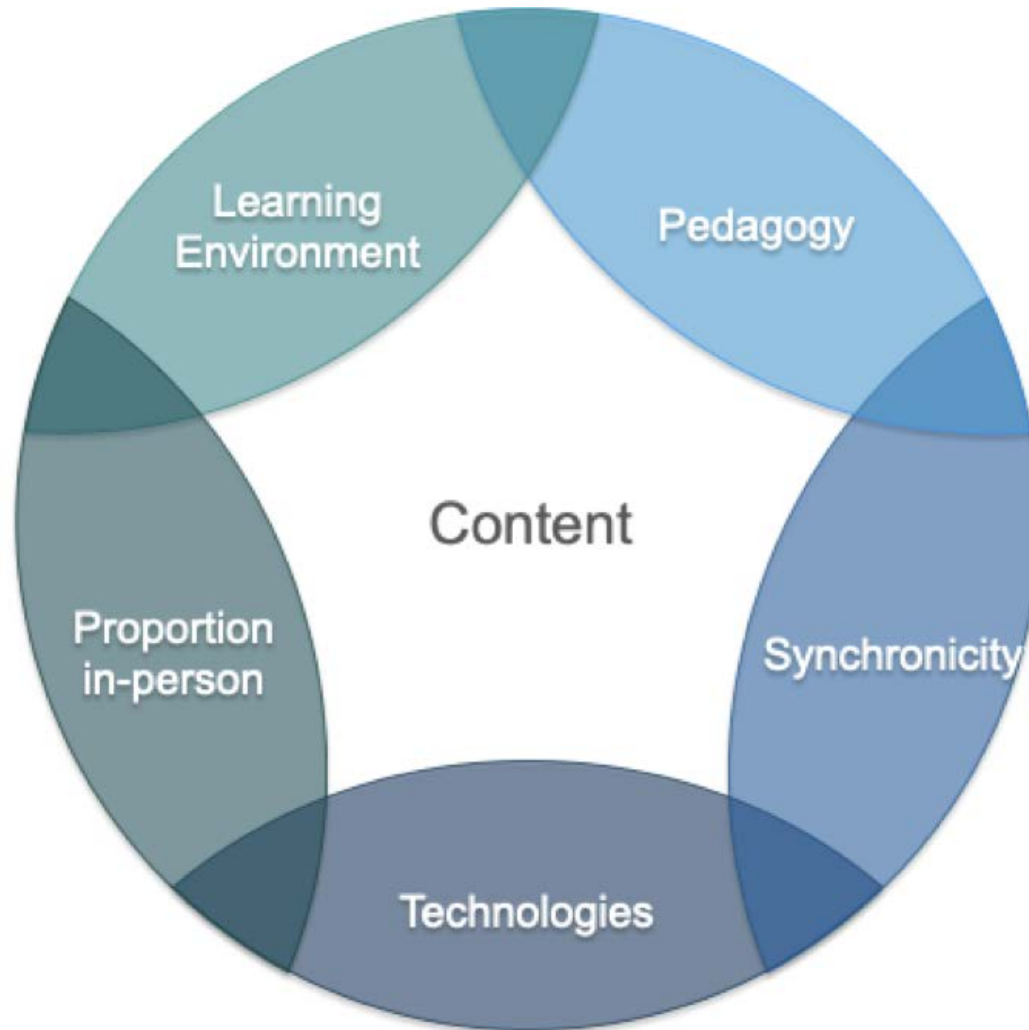 Learning
Environment
Pedagogy
Content
Proportion
in-person
Synchronicity
Technologies